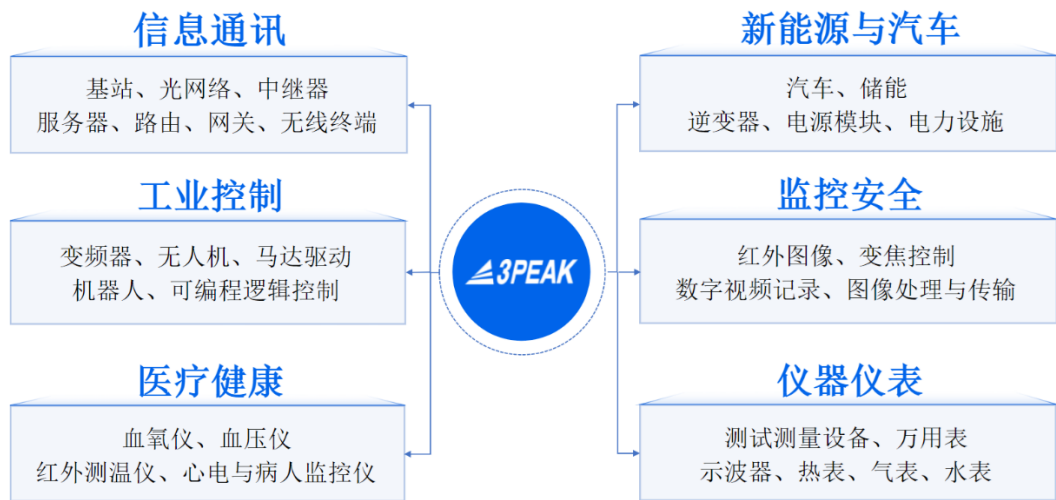 信息通讯
基站、光网络、中继器
服务器、路由、网关、无线终端
工业控制
变频器、无人机、马达驱动
机器人、可编程逻辑控制
医疗健康
血氧仪、血压仪
红外测温仪、心电与病人监控仪
3PEAK
新能源与汽车
汽车、储能
逆变器、电源模块、电力设施
监控安全
红外图像、变焦控制
数字视频记录、图像处理与传输
仪器仪表
测试测量设备、万用表
示波器、热表、气表、水表